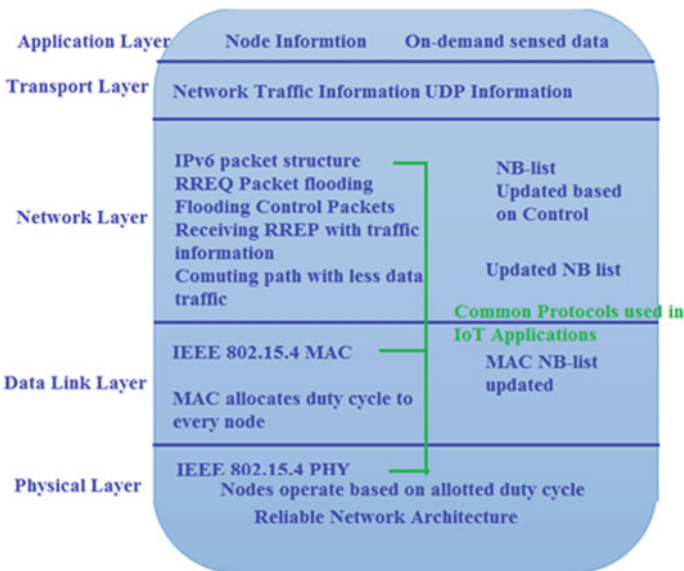 Application Layer
Node Informtion
On-demand sensed data
Transport Layer
Network Traffic Information UDP Information
Network Layer
IPv6 packet structure
RREQ Packet flooding
Flooding Control Packets
Receiving RREP with traffic
information
Comuting path with less data
traffic
NB-list
Updated based
on Control
Updated NB list
Common Protocols used in
IoT Applications
Data Link Layer
IEEE 802.15.4 MAC
MAC allocates duty cycle to
every node
MAC NB-list
updated
Physical Layer
IEEE 802.15.4 PHY
Nodes operate based on allotted duty cycle
Reliable Network Architecture